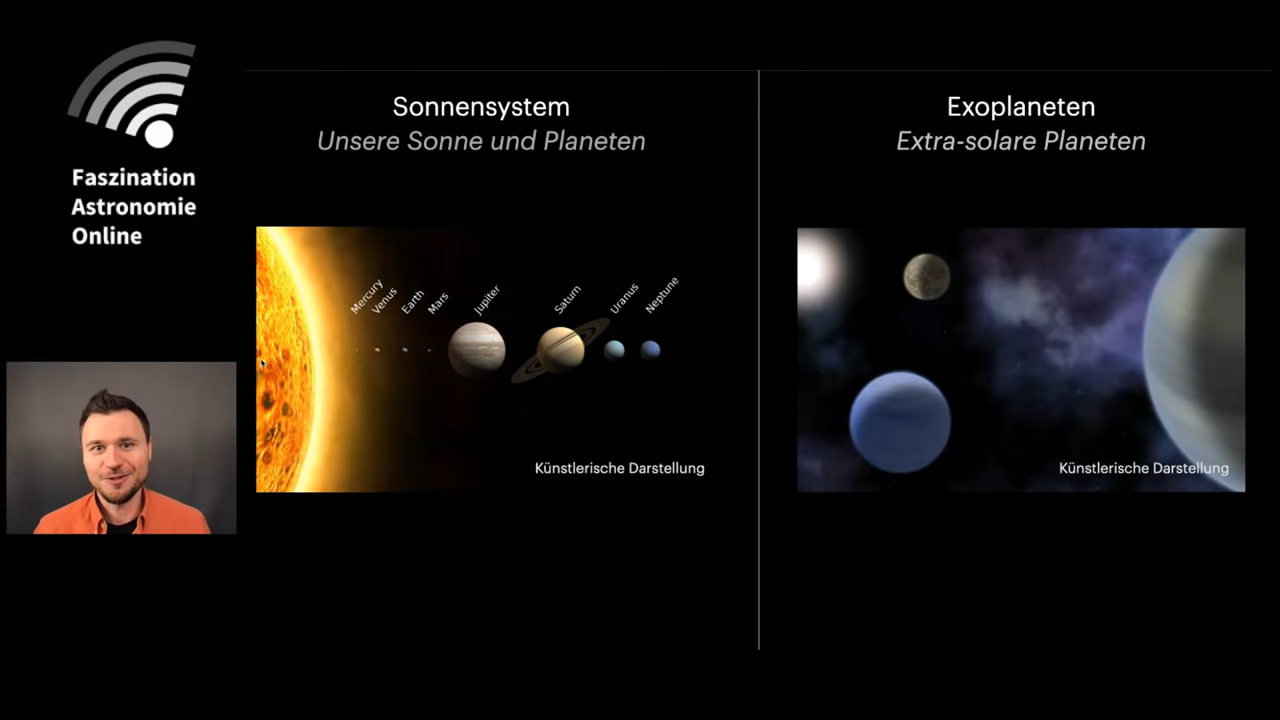 Faszination
Astronomie
Online
Sonnensystem
Unsere Sonne und Planeten
Mercury
Venus
Earth
Mars
Jupiter
Saturn
Uranus
Neptune
Künstlerische Darstellung
Exoplaneten
Extra-solare Planeten
Künstlerische Darstellung